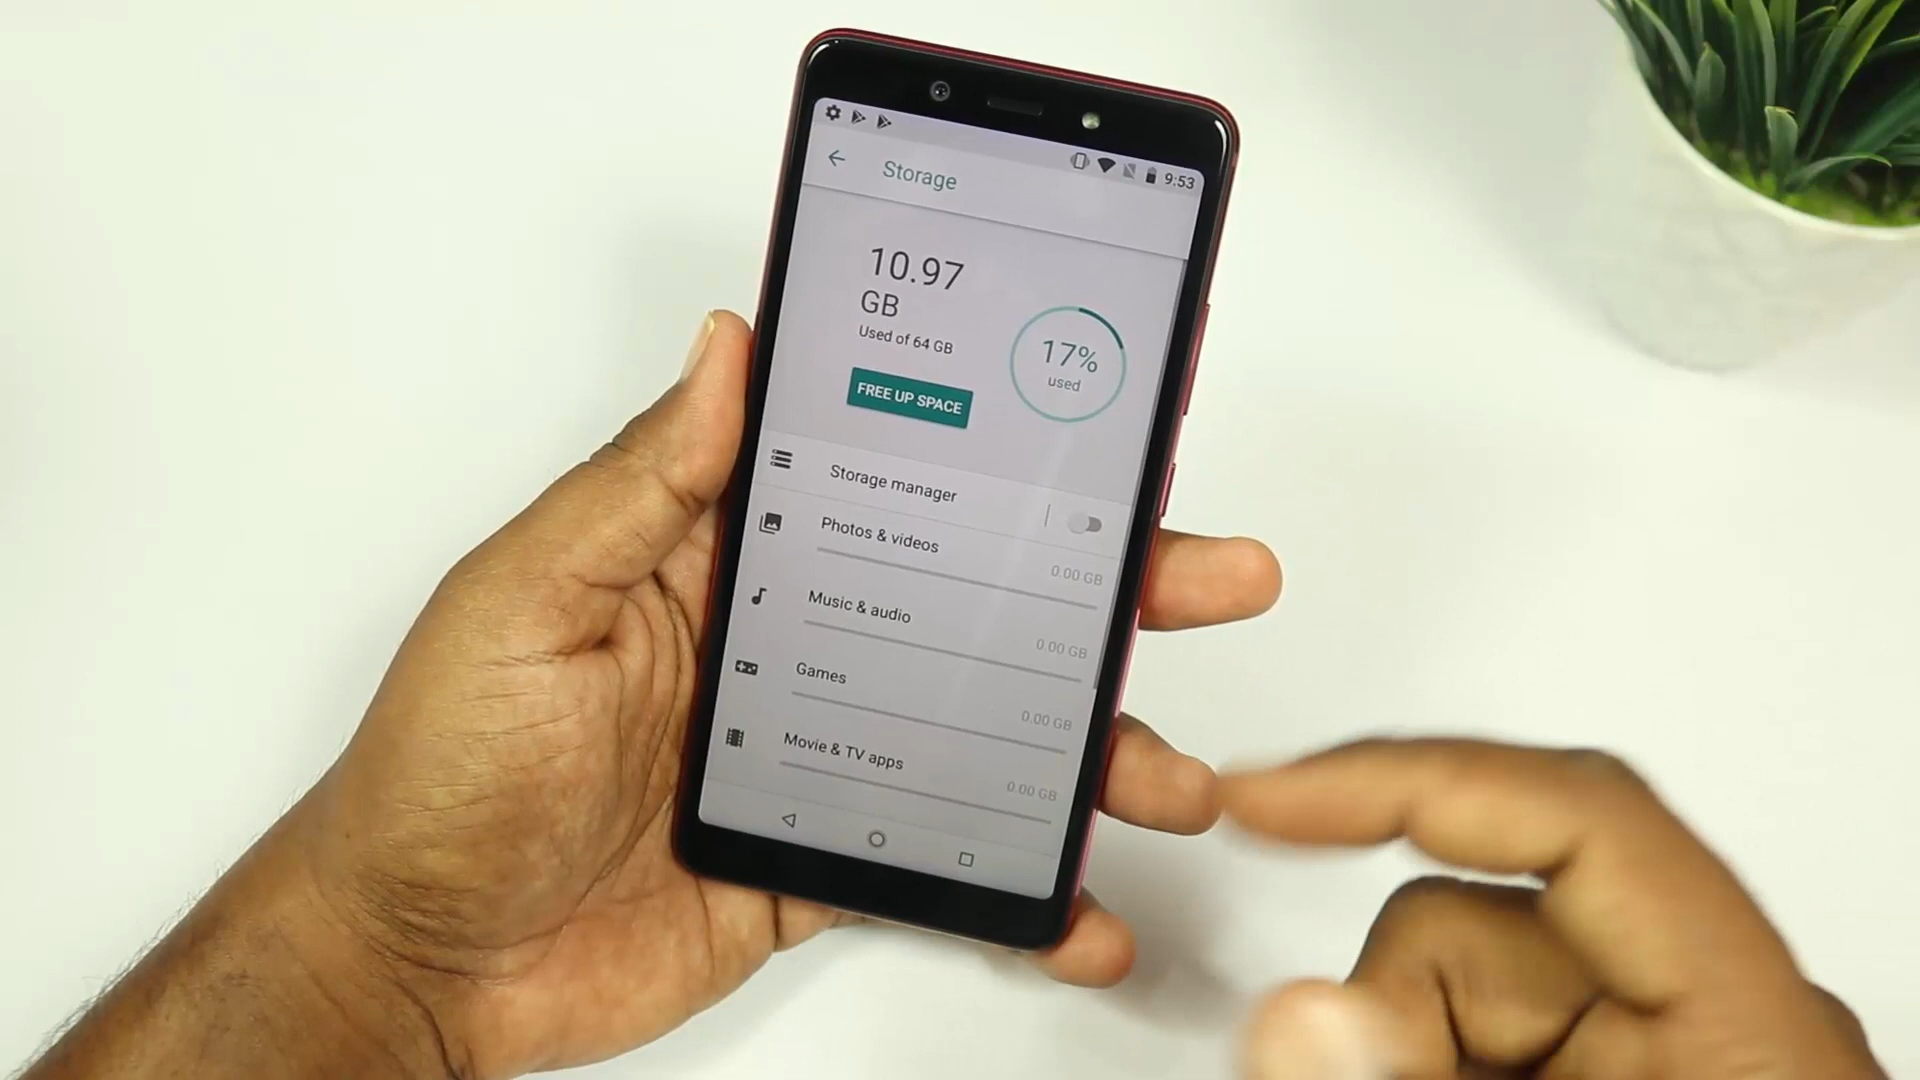 9:53
Storage
10.97
GB
Used of 64 GB
17%
used
FREE UP SPACE
Storage manager
Photos & videos
0.00 GB
Music & audio
0.00 GB
Games
0.00 GB
Movie & TV apps
0.00 GB